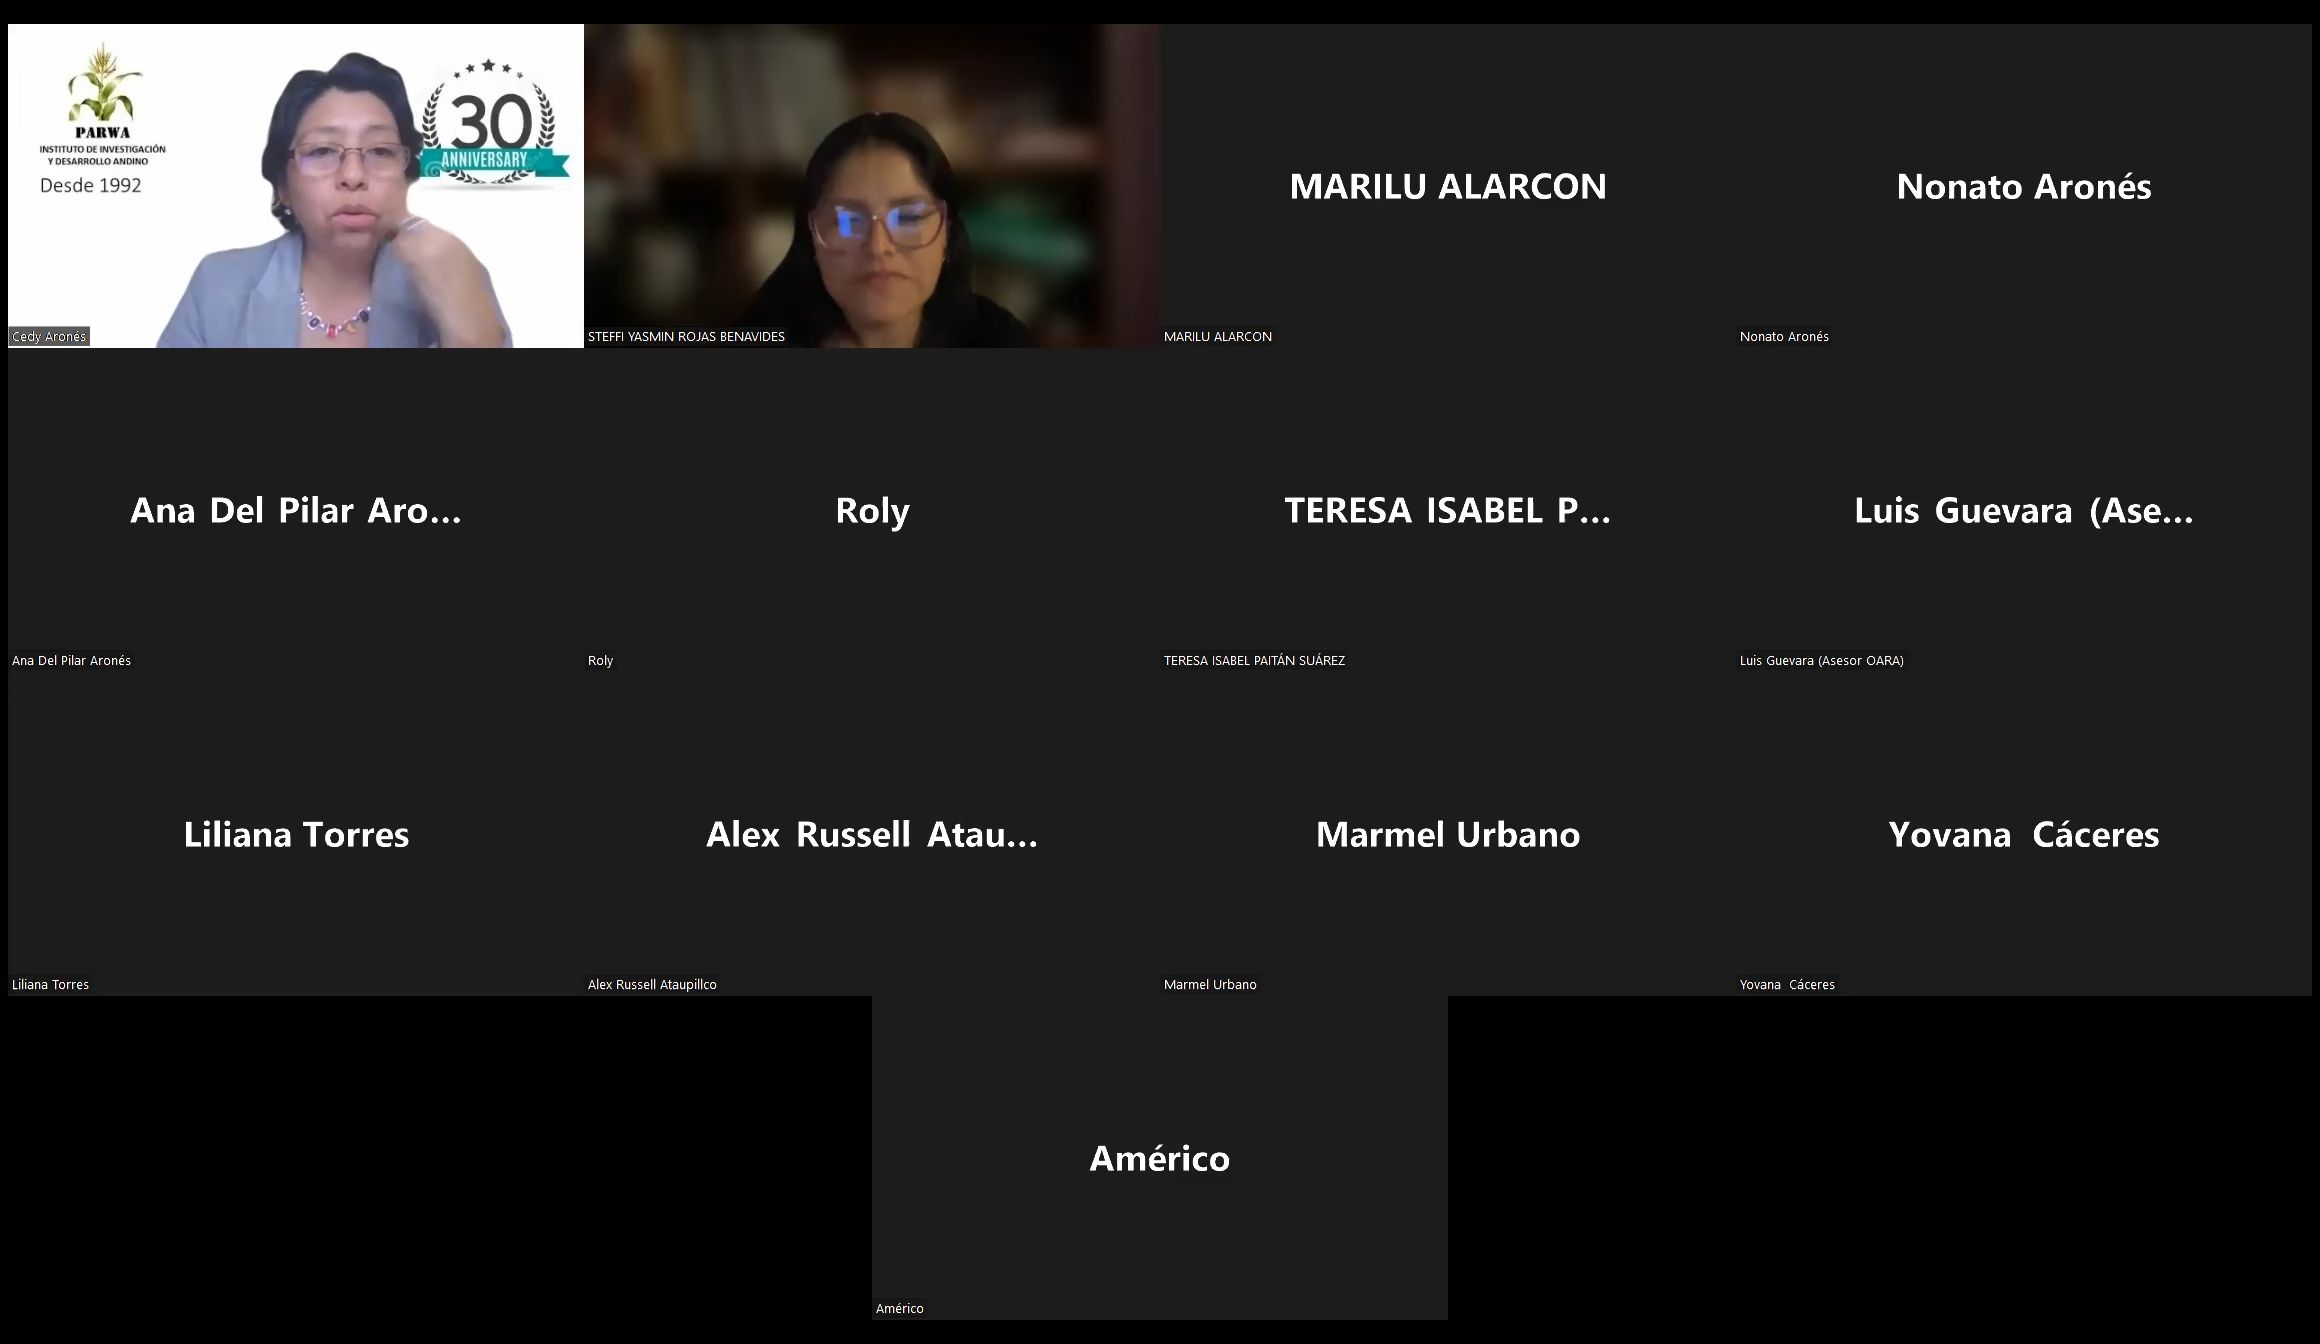 PARWA
INSTITUTO DE INVESTIGACIÓN
Y DESARROLLO ANDINO
Desde 1992
30
ANNIVERSARY
Cedy Aronés
STEFFI YASMIN ROJAS BENAVIDES
MARILU ALARCON
MARILU ALARCON
Nonato Aronés
Nonato Aronés
Ana Del Pilar Aro...
Ana Del Pilar Aronés
Roly
Roly
TERESA ISABEL P...
TERESA ISABEL PAITÁN SUÁREZ
Luis Guevara (Ase...
Luis Guevara (Asesor OARA)
Liliana Torres
Liliana Torres
Alex Russell Atau...
Alex Russell Ataupillco
Marmel Urbano
Marmel Urbano
Yovana Cáceres
Yovana Cáceres
Américo
Américo